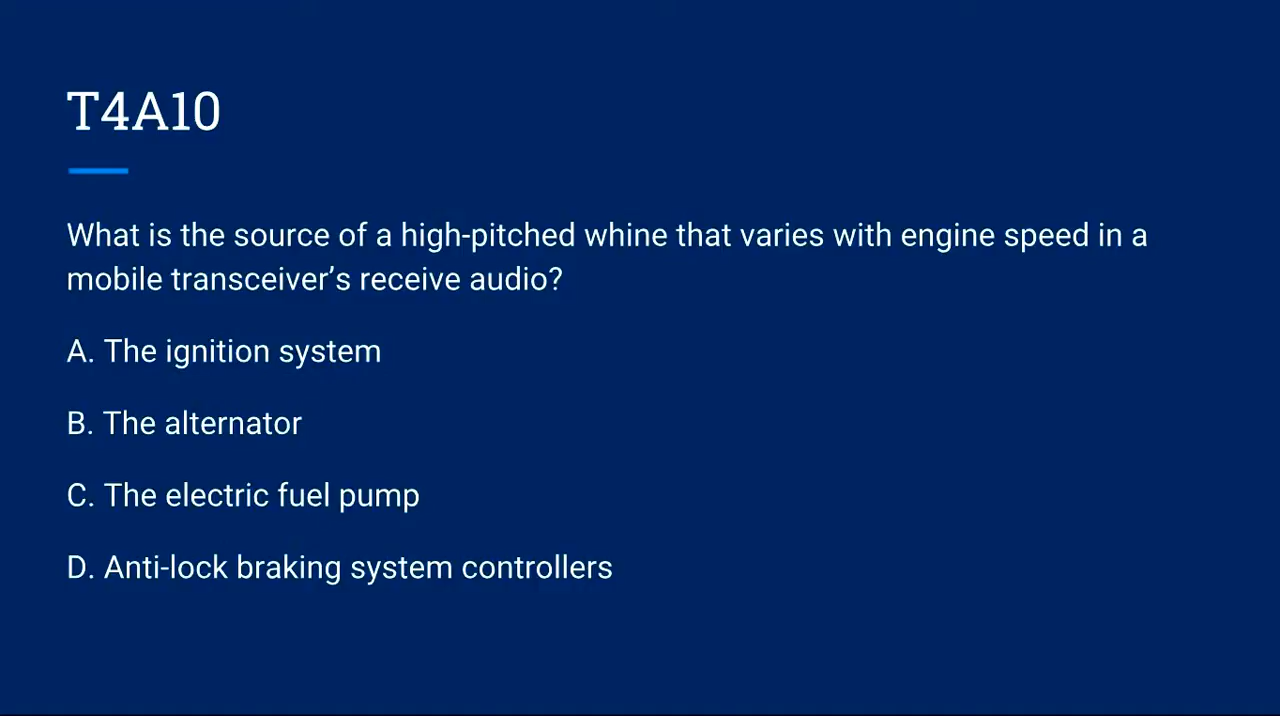 T4A10
What is the source of a high-pitched whine that varies with engine speed in a
mobile transceiver’s receive audio?
A. The ignition system
B. The alternator
C. The electric fuel pump
D. Anti-lock braking system controllers